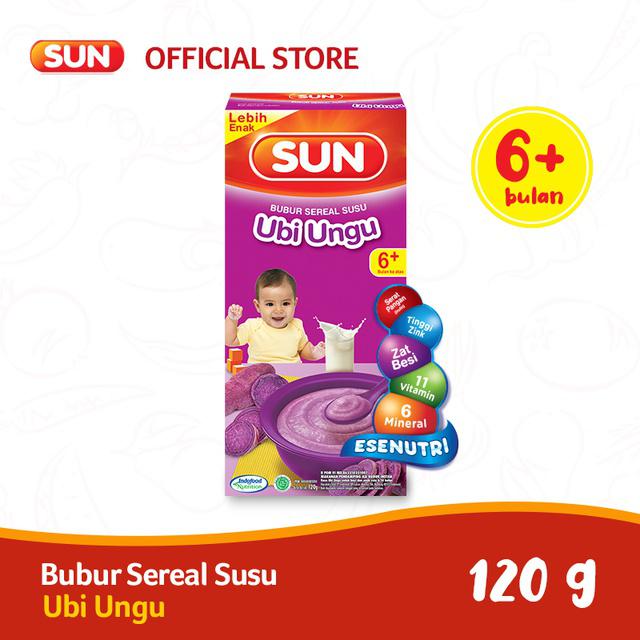 SUN OFFICIAL STORE
Lebih
Enak
SUN
BUBUR SEREAL SUSU
Ubi Ungu
6+
Bulan ke atas
6+
bulan
Serat
Pangan
Tinggi
Zink
Zat
Besi
11
Vitamin
6
Mineral
ESENUTRI
Indofood
Nutrition
120g
Bubur Sereal Susu
Ubi Ungu
120 g